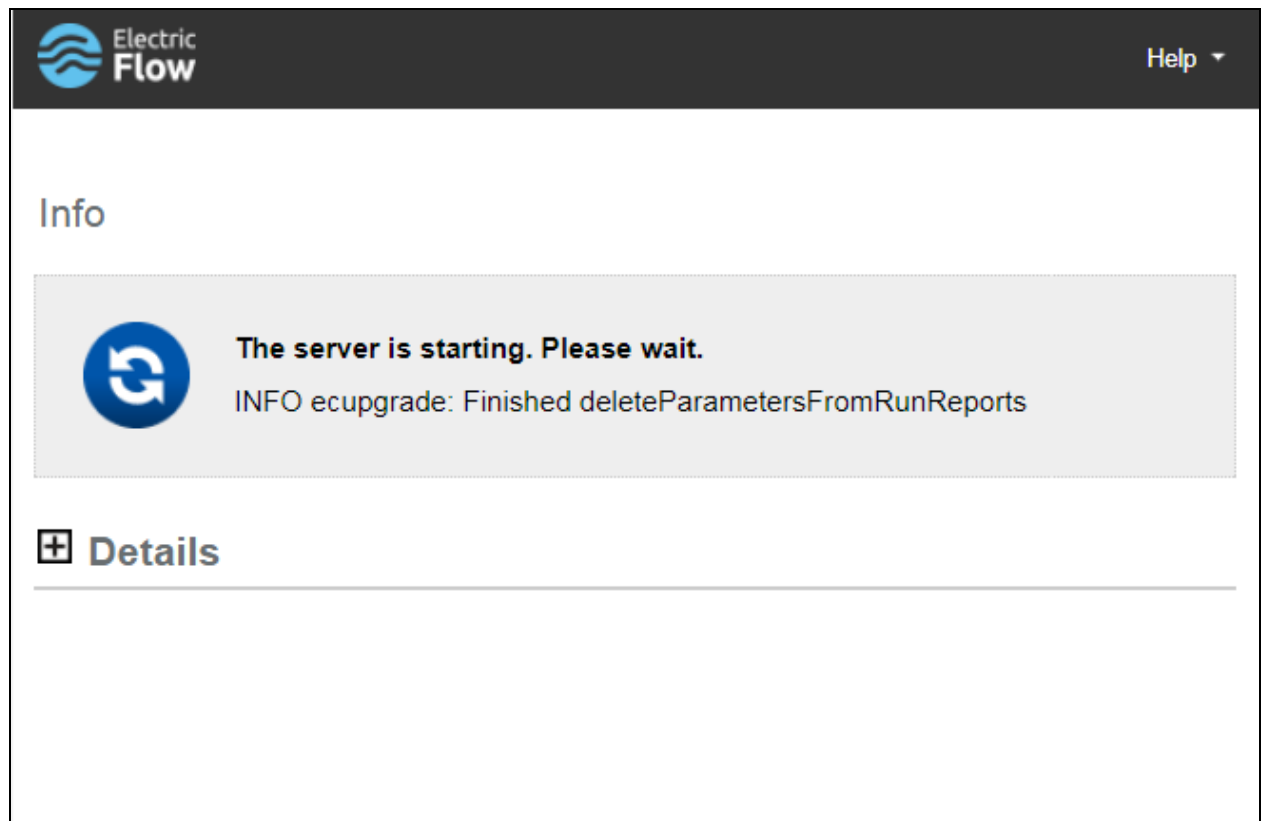 Electric
Flow
Help
Info
The server is starting. Please wait.
INFO ecupgrade: Finished deleteParametersFromRunReports
Details